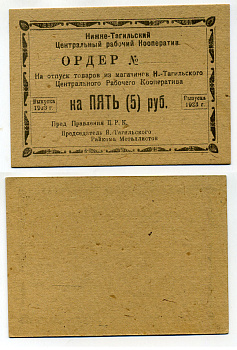 Нижне-Тагильский
Центральный рабочий Кооператив.
ОРДЕР №
На отпуск товаров из магазинов Н.-Тагильского
Центрального Рабочего Кооператива
Выпуска 1923 г.
на ПЯТЬ (5) руб.
Выпуска 1923 г.
Пред. Правления Ц. Р. К.
Председатель Н.-Тагильского
Райкома Металлистов